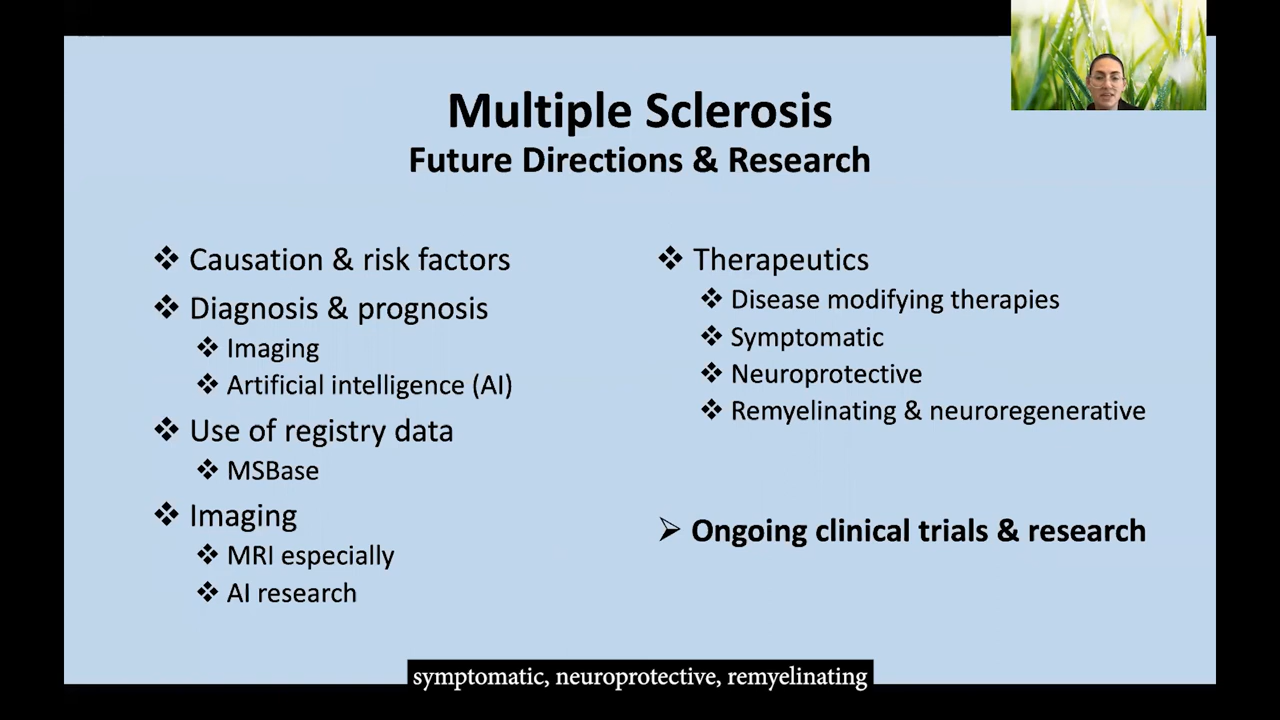 Multiple Sclerosis
Future Directions & Research
❖ Causation & risk factors
❖ Diagnosis & prognosis
❖ Imaging
❖ Artificial intelligence (AI)
❖ Use of registry data
❖ MSBase
❖ Imaging
❖ MRI especially
❖ AI research
❖ Therapeutics
❖ Disease modifying therapies
❖ Symptomatic
❖ Neuroprotective
❖ Remyelinating & neuroregenerative
➢ Ongoing clinical trials & research
symptomatic, neuroprotective, remyelinating